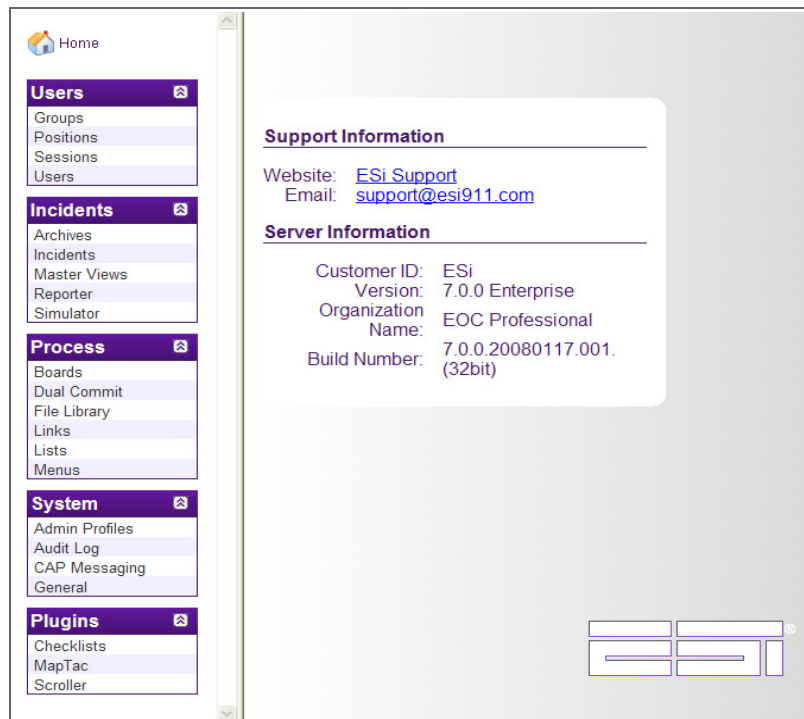 Home
Users
Groups
Positions
Sessions
Users
Incidents
Archives
Incidents
Master Views
Reporter
Simulator
Process
Boards
Dual Commit
File Library
Links
Lists
Menus
System
Admin Profiles
Audit Log
CAP Messaging
General
Plugins
Checklists
MapTac
Scroller
Support Information
Website: ESi Support
Email: support@esi911.com
Server Information
Customer ID: ESi
Version: 7.0.0 Enterprise
Organization
Name: EOC Professional
Build Number: 7.0.0.20080117.001.
(32bit)
esi®